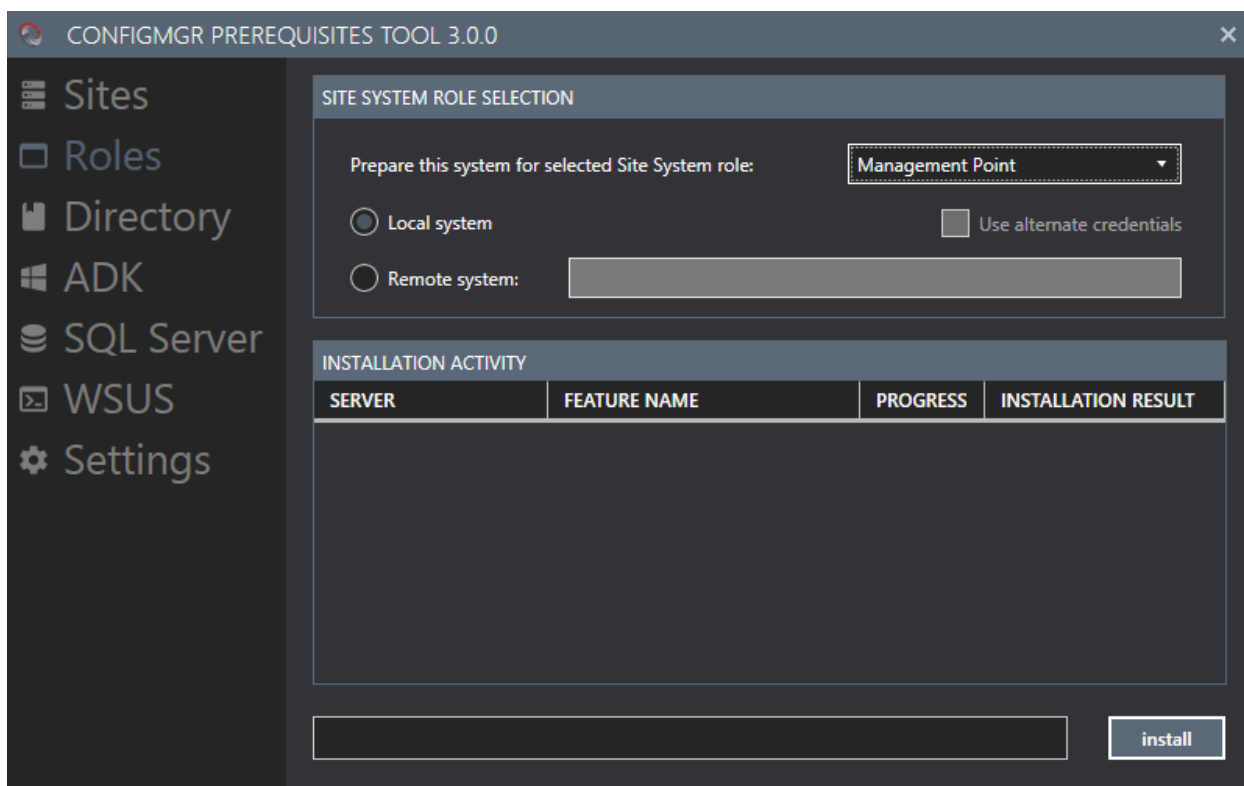 CONFIGMGR PREREQUISITES TOOL 3.0.0
Sites
Roles
Directory
ADK
SQL Server
WSUS
Settings
SITE SYSTEM ROLE SELECTION
Prepare this system for selected Site System role: Management Point
Local system Use alternate credentials
Remote system:
INSTALLATION ACTIVITY
SERVER FEATURE NAME PROGRESS INSTALLATION RESULT
install